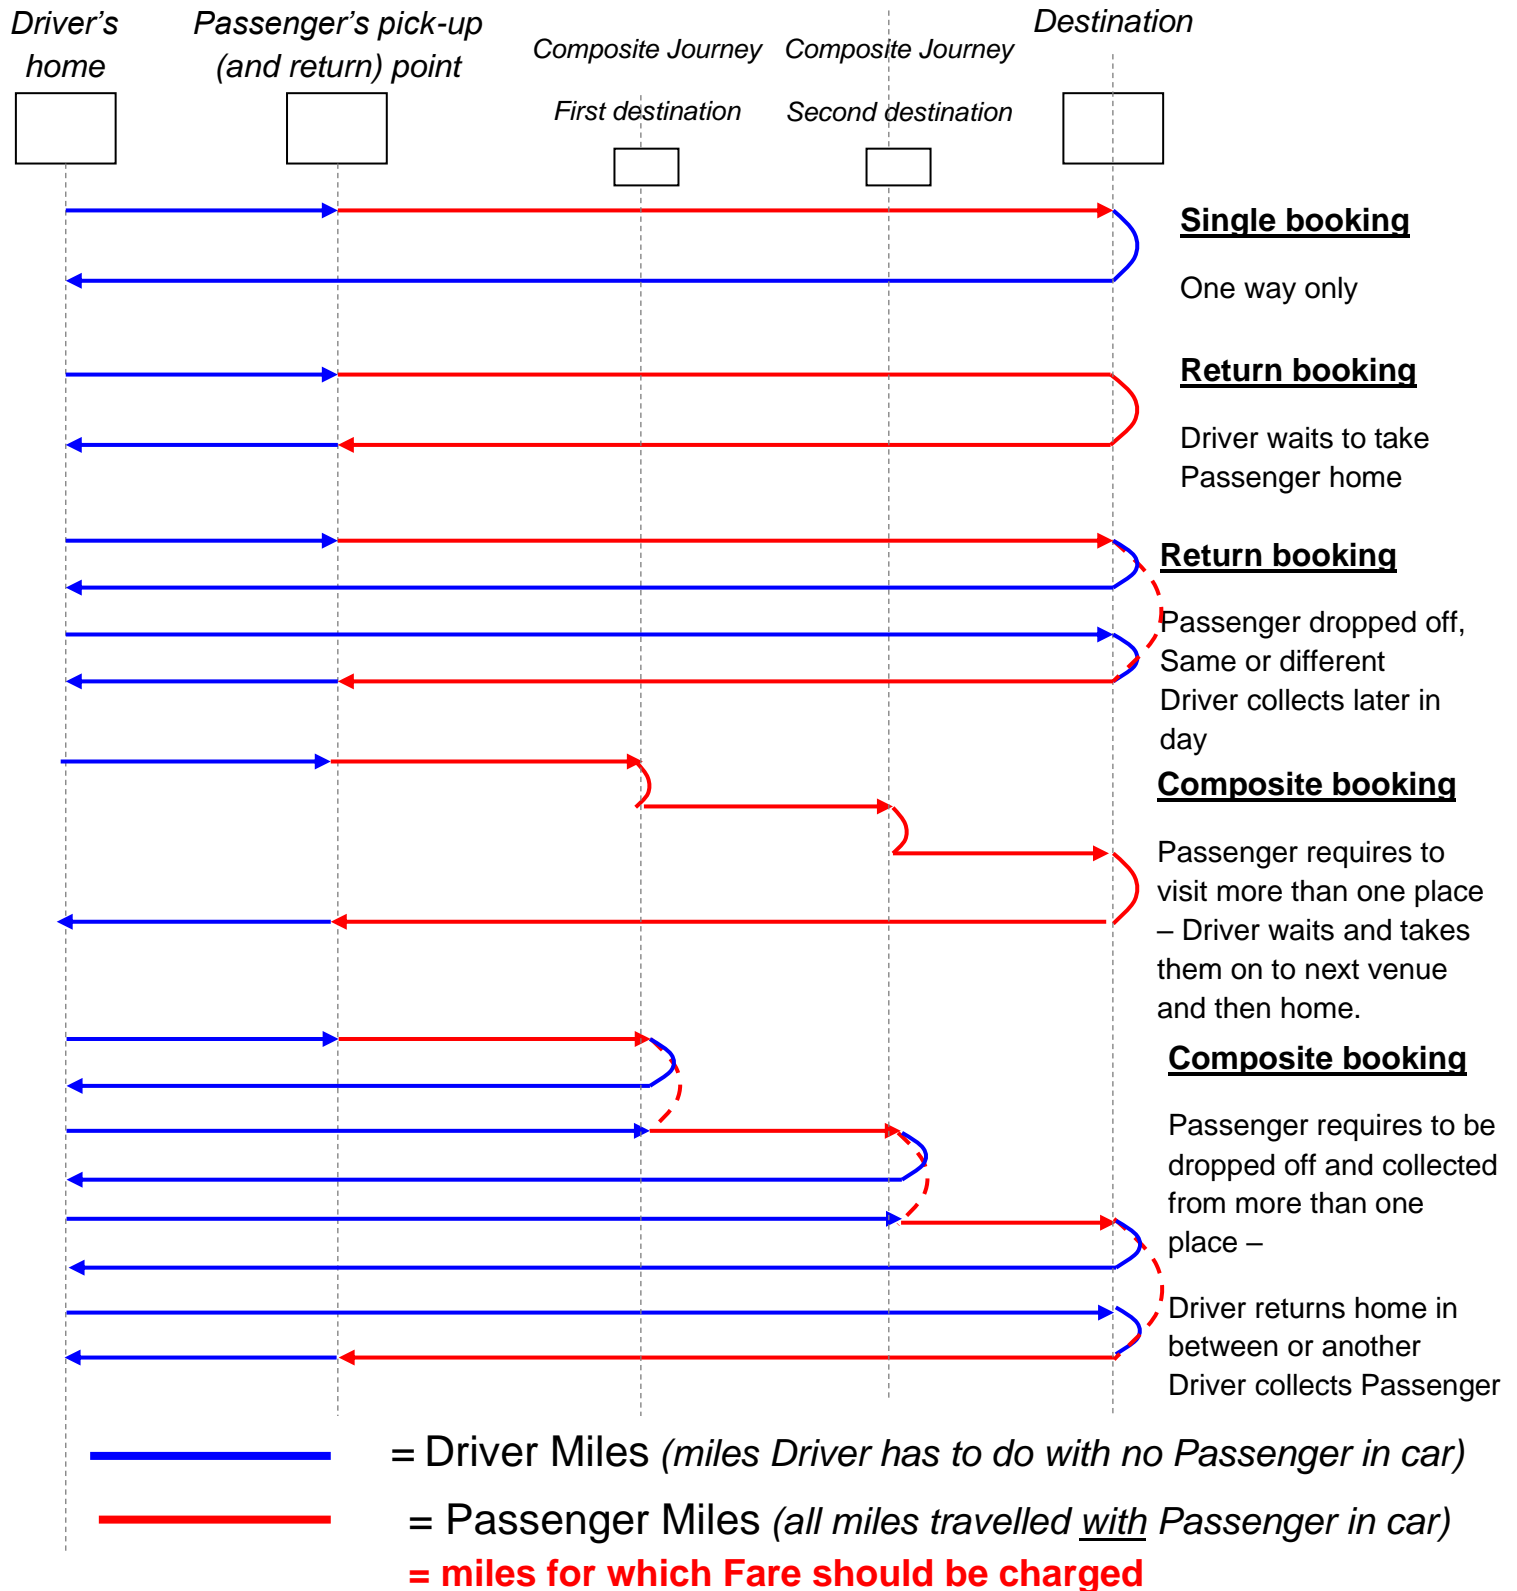 Driver's
home
Passenger's pick-up
(and return) point
Composite Journey
First destination
Composite Journey
Second destination
Destination
Single booking
One way only
Return booking
Driver waits to take
Passenger home
Return booking
Passenger dropped off,
Same or different
Driver collects later in
day
Composite booking
Passenger requires to
visit more than one place
– Driver waits and takes
them on to next venue
and then home.
Composite booking
Passenger requires to be
dropped off and collected
from more than one
place –
Driver returns home in
between or another
Driver collects Passenger
= Driver Miles (miles Driver has to do with no Passenger in car)
= Passenger Miles (all miles travelled with Passenger in car)
= miles for which Fare should be charged